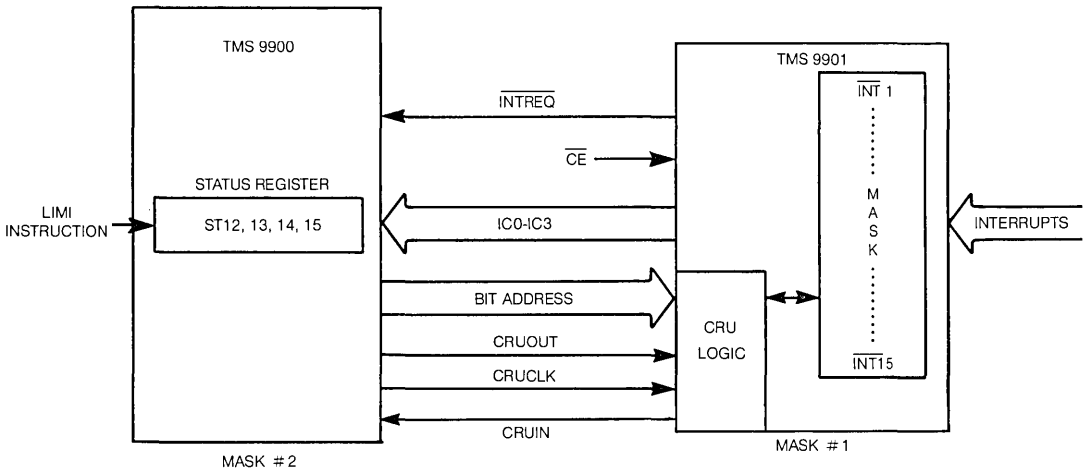 TMS 9900
TMS 9901
INTREQ
INT 1
CE
STATUS REGISTER
LIMI
INSTRUCTION
ST12, 13, 14, 15
IC0-IC3
MASK
INTERRUPTS
BIT ADDRESS
CRU
LOGIC
CRUOUT
INT15
CRUCLK
CRUIN
MASK #1
MASK #2